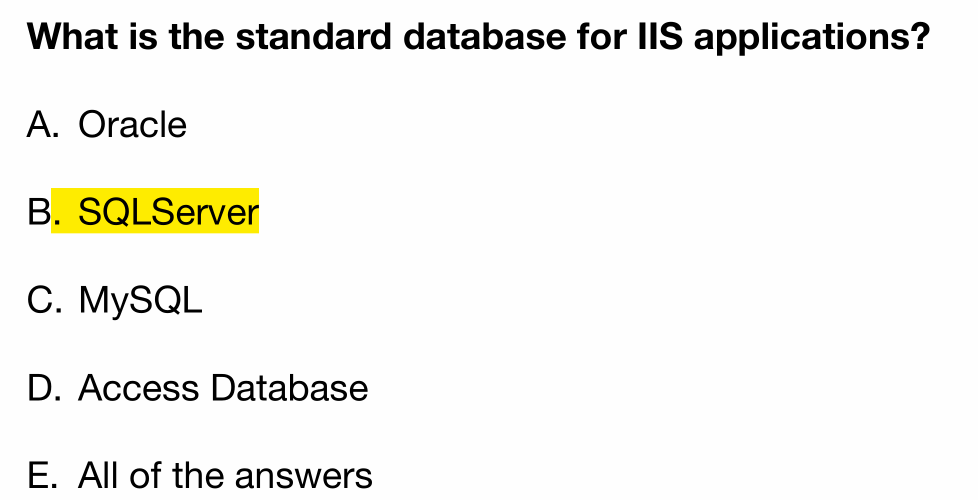 What is the standard database for IIS applications?
A. Oracle
B. SQLServer
C. MySQL
D. Access Database
E. All of the answers